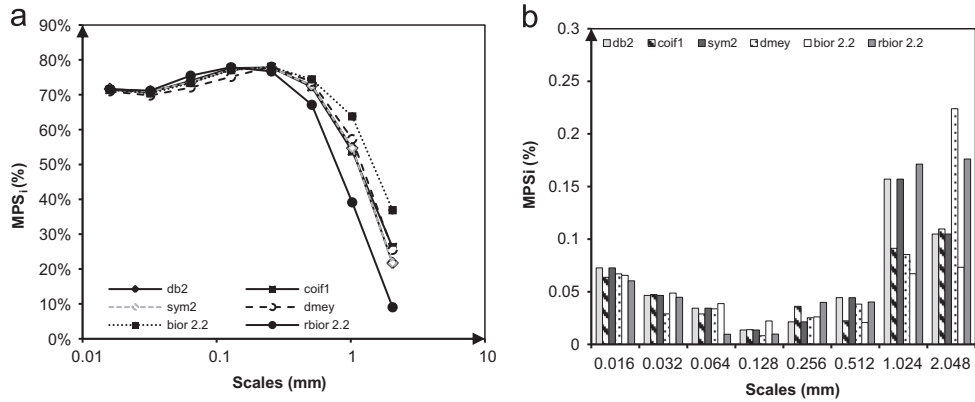 a
90%
80%
70%
60%
50%
40%
30%
20%
10%
0%
MPSi (%)
db2
coif1
sym2
dmey
bior 2.2
rbior 2.2
0.01
0.1
1
10
Scales (mm)
b
0.3
0.25
0.2
0.15
0.1
0.05
0
MPSi (%)
db2
coif1
sym2
dmey
bior 2.2
rbior 2.2
0.016
0.032
0.064
0.128
0.256
0.512
1.024
2.048
Scales (mm)